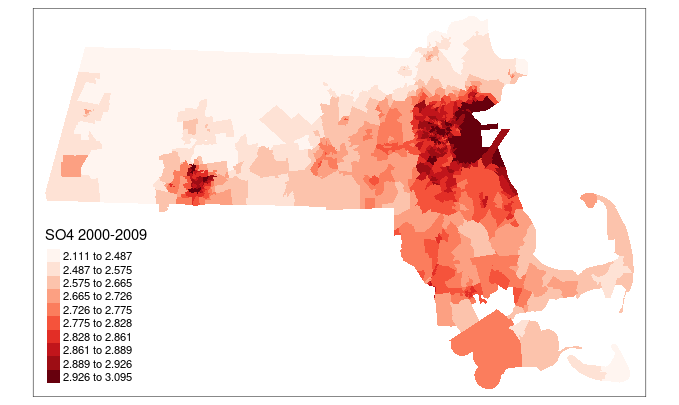 SO4 2000-2009
2.111 to 2.487
2.487 to 2.575
2.575 to 2.665
2.665 to 2.726
2.726 to 2.775
2.775 to 2.828
2.828 to 2.861
2.861 to 2.889
2.889 to 2.926
2.926 to 3.095